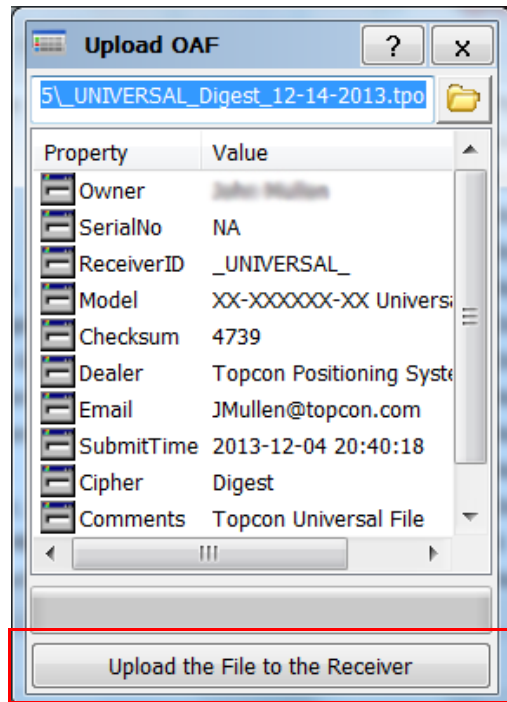 Upload OAF ? x
5\_UNIVERSAL_Digest_12-14-2013.tpo
Property Value
Owner
SerialNo NA
ReceiverID _UNIVERSAL_
Model XX-XXXXXX-XX Universa
Checksum 4739
Dealer Topcon Positioning Syste
Email JMullen@topcon.com
SubmitTime 2013-12-04 20:40:18
Cipher Digest
Comments Topcon Universal File
Upload the File to the Receiver